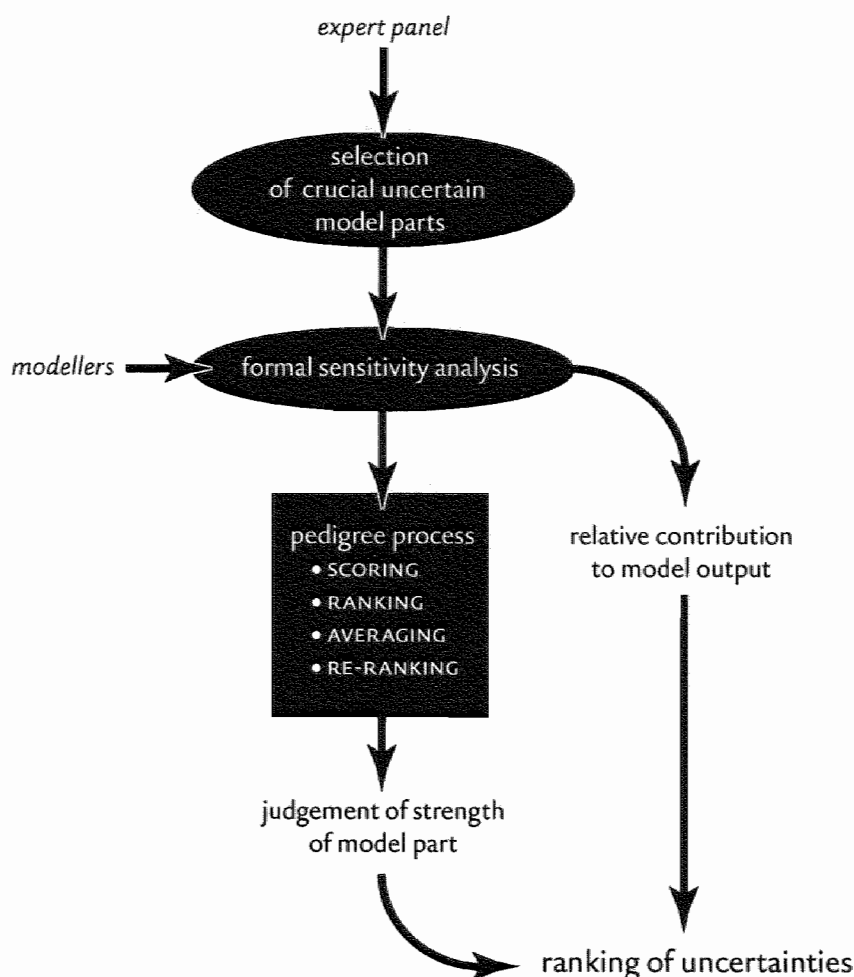 expert panel
selection
of crucial uncertain
model parts
modellers
formal sensitivity analysis
pedigree process
• SCORING
• RANKING
• AVERAGING
• RE-RANKING
relative contribution
to model output
judgement of strength
of model part
ranking of uncertainties